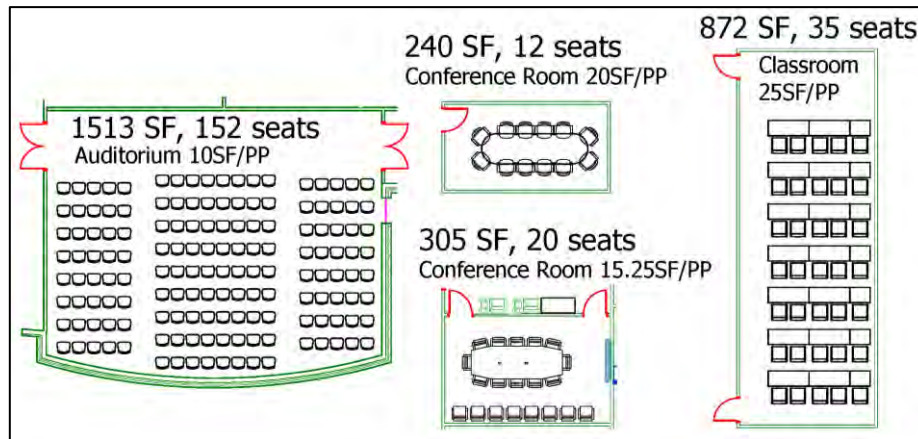 1513 SF, 152 seats
Auditorium 10SF/PP
240 SF, 12 seats
Conference Room 20SF/PP
305 SF, 20 seats
Conference Room 15.25SF/PP
872 SF, 35 seats
Classroom
25SF/PP